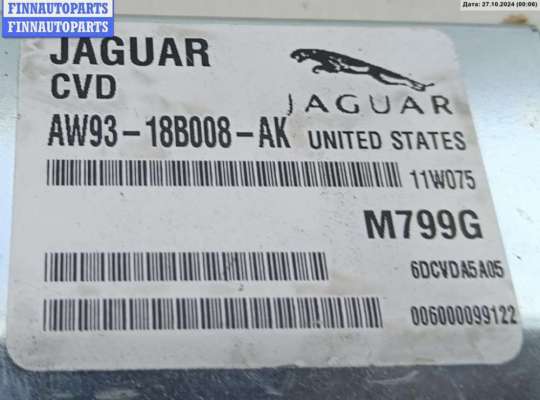 FINNAUTOPARTS
FINNAUTOPARTS
Дата: 27.10.2024 (00:06)
JAGUAR
CVD
JAGUAR
AW93-18B008-AK UNITED STATES
11W075
M799G
6DCVDA5A05
006000099122